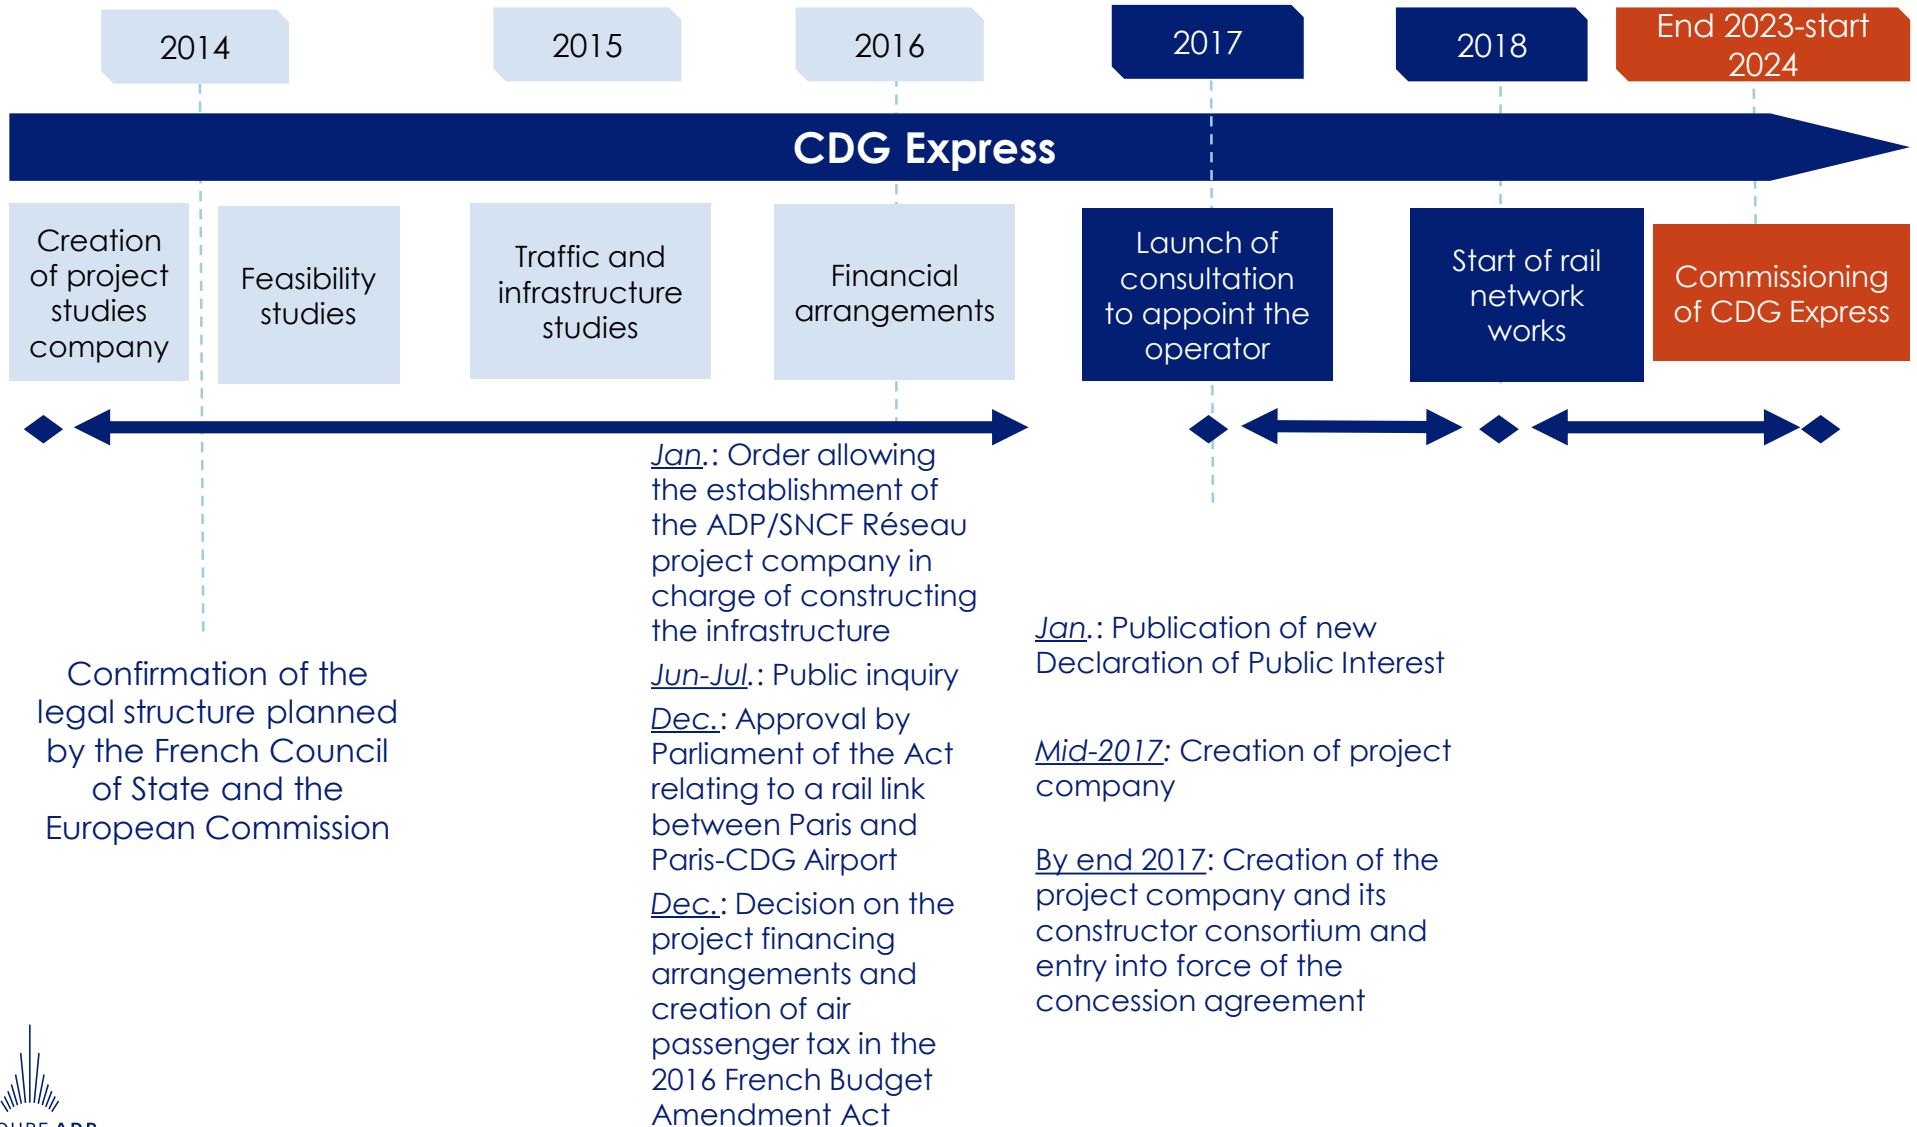 2014
2015
2016
2017
2018
End 2023-start
2024
CDG Express
Creation
of project
studies
company
Feasibility
studies
Traffic and
infrastructure
studies
Financial
arrangements
Launch of
consultation
to appoint the
operator
Start of rail
network
works
Commissioning
of CDG Express
Confirmation of the
legal structure planned
by the French Council
of State and the
European Commission
Jan.: Order allowing
the establishment of
the ADP/SNCF Réseau
project company in
charge of constructing
the infrastructure
Jun-Jul.: Public inquiry
Dec.: Approval by
Parliament of the Act
relating to a rail link
between Paris and
Paris-CDG Airport
Dec.: Decision on the
project financing
arrangements and
creation of air
passenger tax in the
2016 French Budget
Amendment Act
Jan.: Publication of new
Declaration of Public Interest
Mid-2017: Creation of project
company
By end 2017: Creation of the
project company and its
constructor consortium and
entry into force of the
concession agreement
ADP